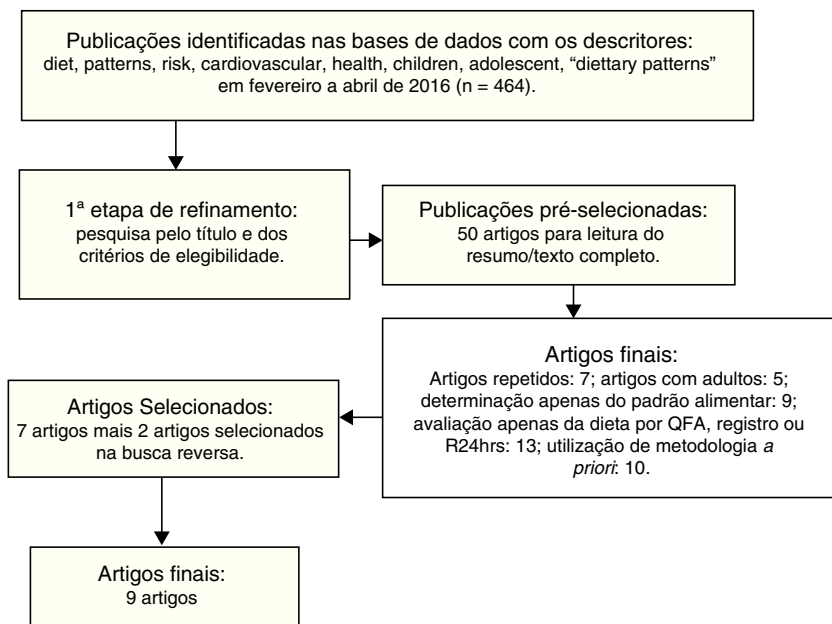 Publicações identificadas nas bases de dados com os descritores:
diet, patterns, risk, cardiovascular, health, children, adolescent, “diettary patterns”
em fevereiro a abril de 2016 (n = 464).
1ª etapa de refinamento:
pesquisa pelo título e dos
critérios de elegibilidade.
Publicações pré-selecionadas:
50 artigos para leitura do
resumo/texto completo.
Artigos finais:
Artigos repetidos: 7; artigos com adultos: 5;
determinação apenas do padrão alimentar: 9;
avaliação apenas da dieta por QFA, registro ou
R24hrs: 13; utilização de metodologia a
priori: 10.
Artigos Selecionados:
7 artigos mais 2 artigos selecionados
na busca reversa.
Artigos finais:
9 artigos